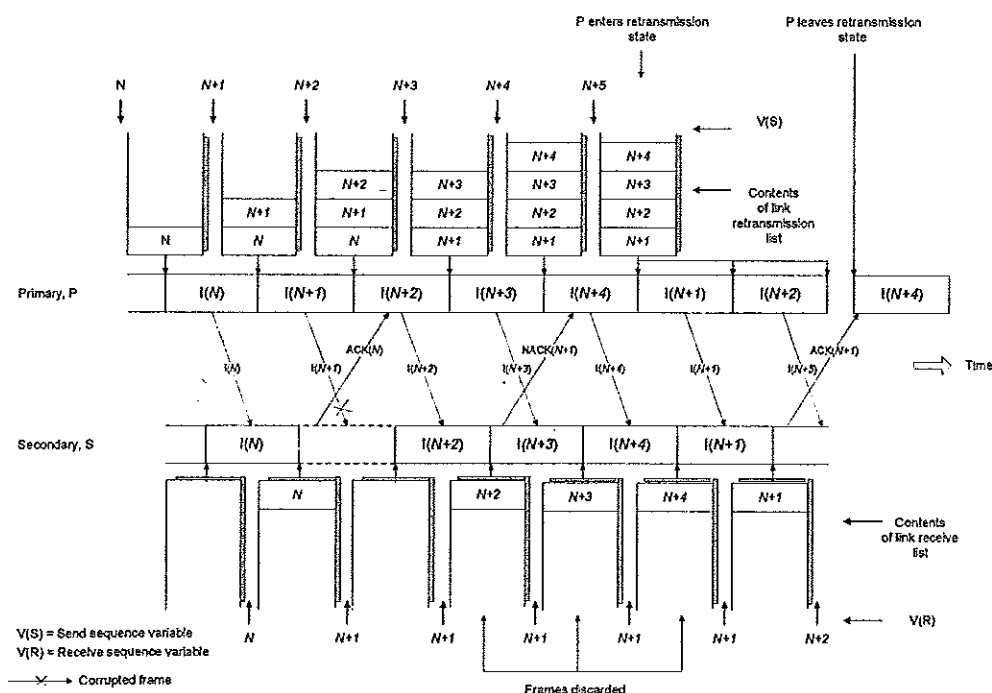 P enters retransmission
state
P leaves retransmission
state
N
N+1
N+2
N+3
N+4
N+5
V(S)
N+4
N+4
N+2
N+3
N+3
N+3
N+1
N+1
N+2
N+2
N+2
N
N
N
N+1
N+1
N+1
Contents
of link
retransmission
list
Primary, P
I(N)
I(N+1)
I(N+2)
I(N+3)
I(N+4)
I(N+1)
I(N+2)
I(N+4)
I(N)
I(N+1)
ACK(N)
I(N+2)
NACK(N+1)
I(N+3)
I(N+4)
I(N+1)
I(N+5)
ACK(N+1)
Time
Secondary, S
I(N)
I(N+2)
I(N+3)
I(N+4)
I(N+1)
N
N+2
N+3
N+4
N+1
Contents
of link receive
list
N
N+1
N+1
N+1
N+1
N+1
N+2
V(R)
V(S) = Send sequence variable
V(R) = Receive sequence variable
Corrupted frame
Frames discarded